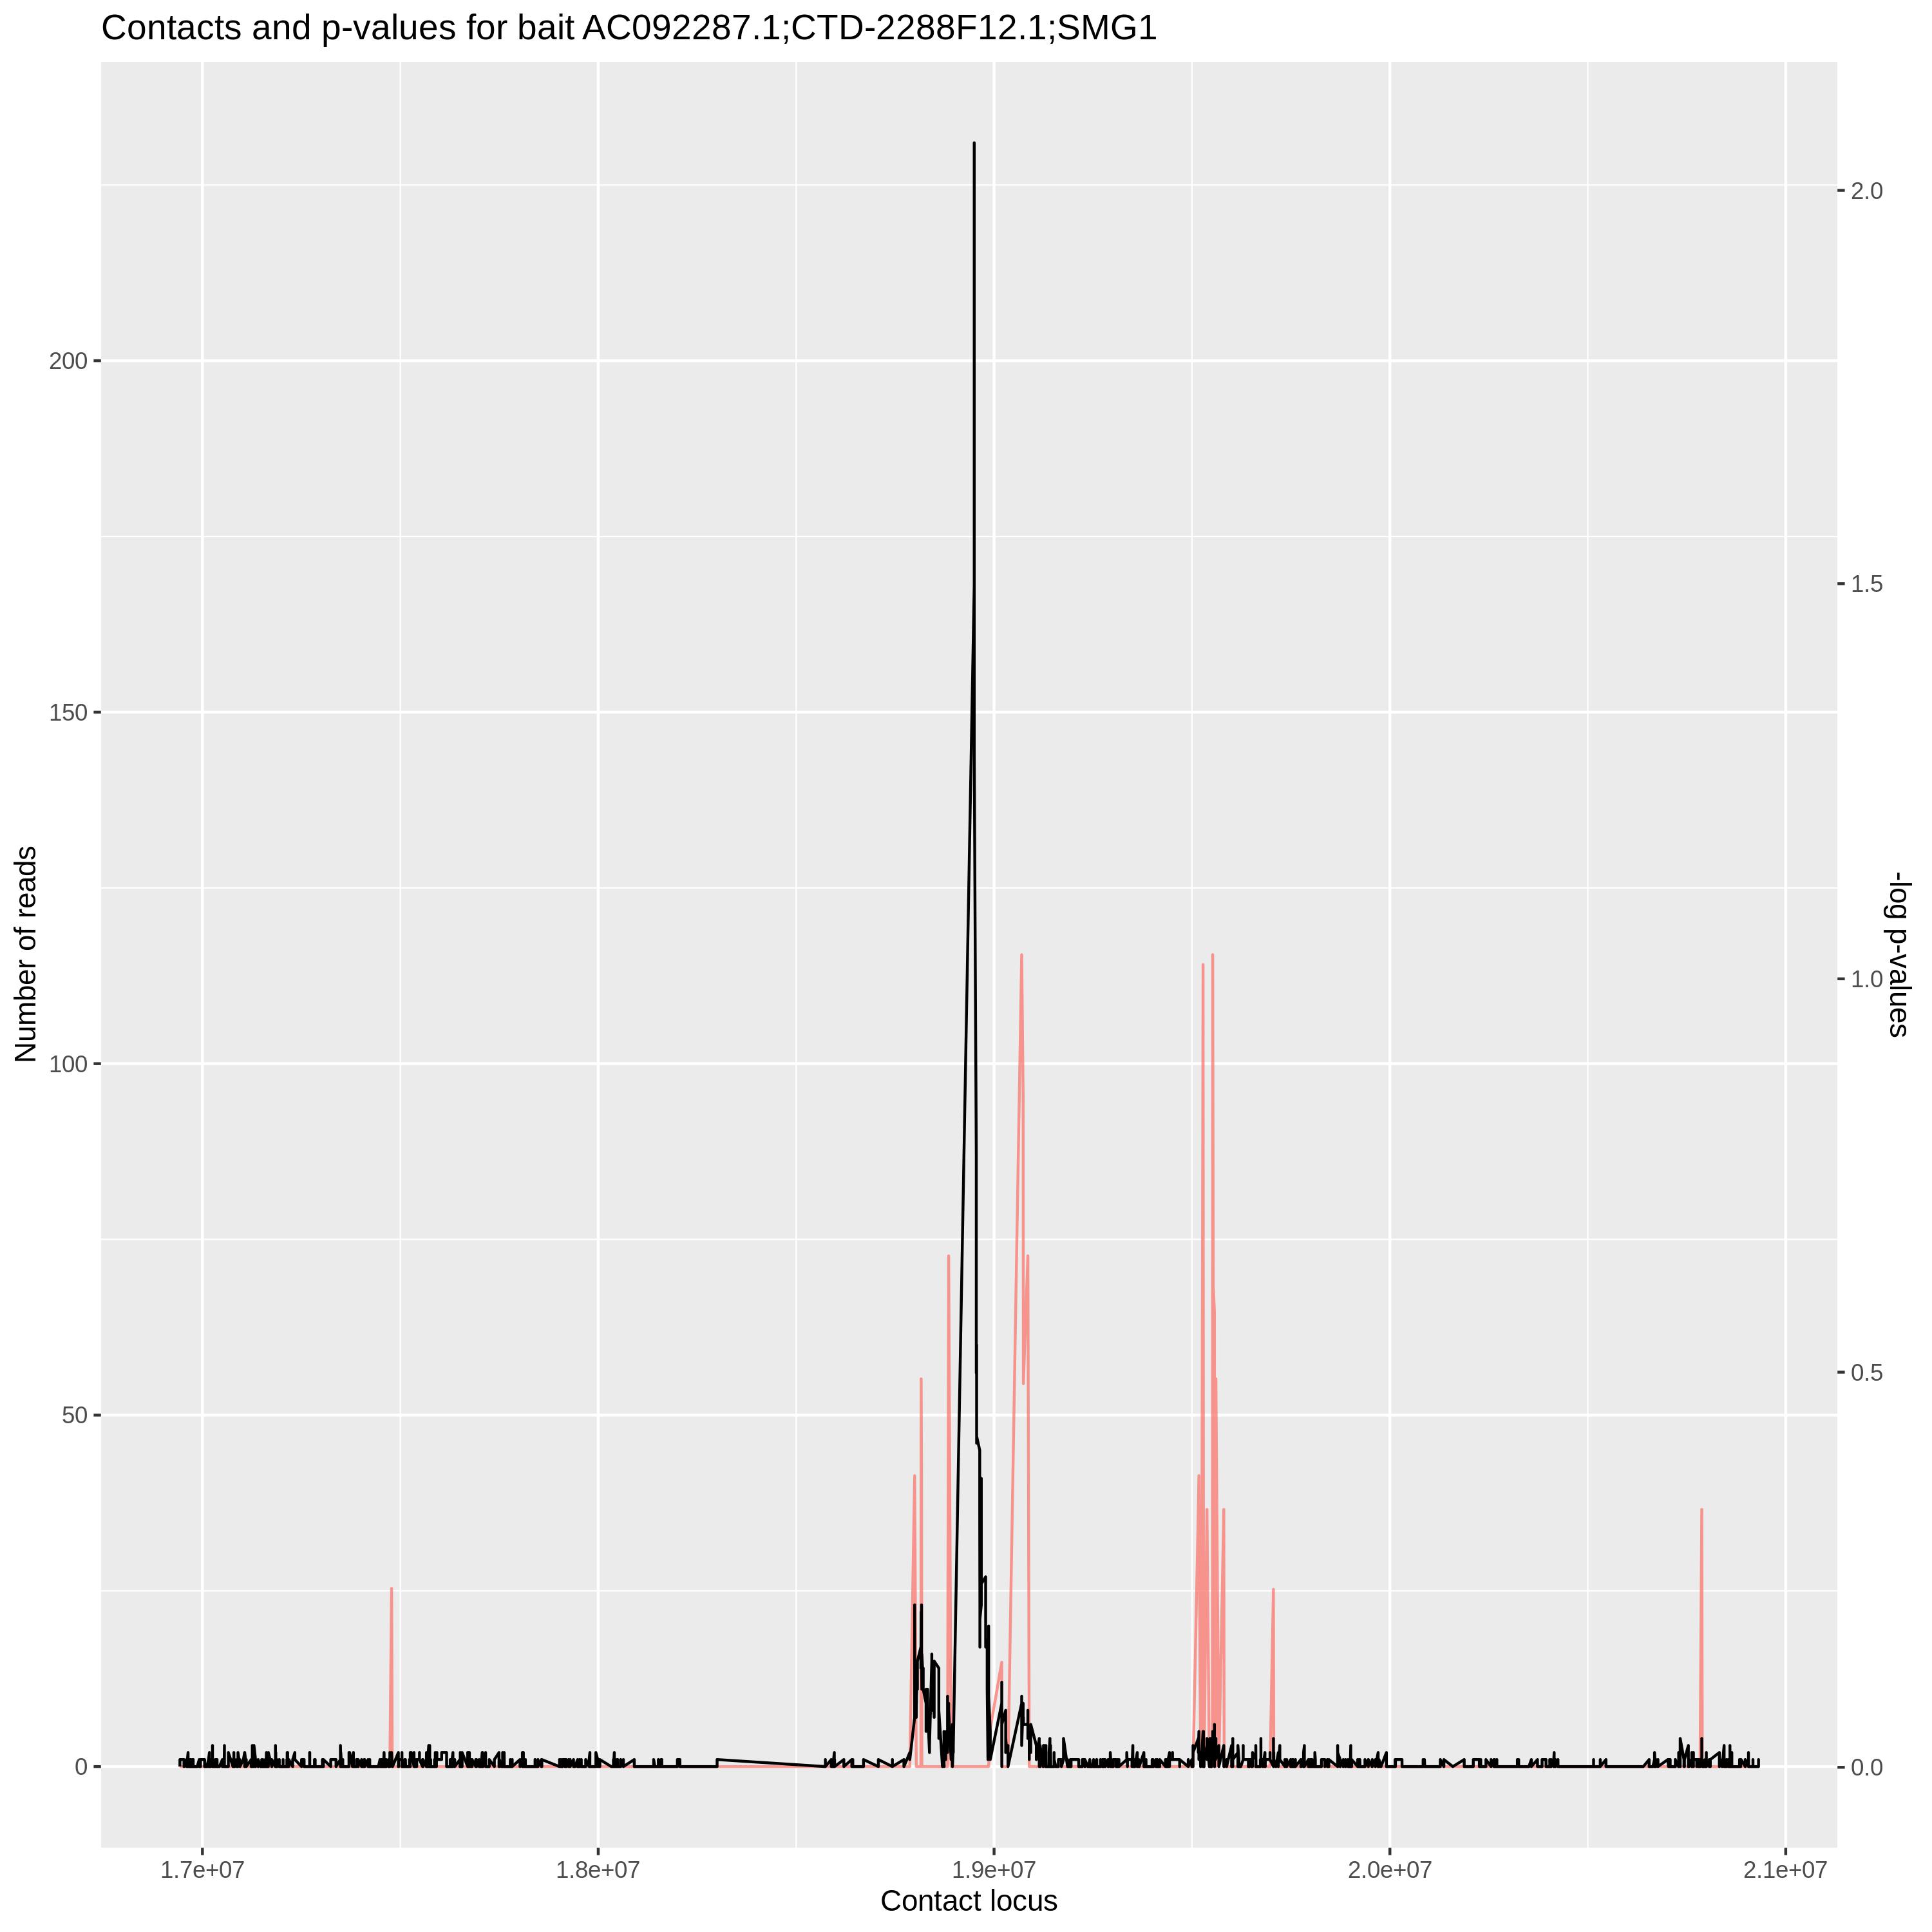 Contacts and p-values for bait AC092287.1;CTD-2288F12.1;SMG1
Number of reads
200
150
100
50
0
2.0
1.5
1.0
0.5
0.0
-log p-values
1.7e+07
1.8e+07
1.9e+07
2.0e+07
2.1e+07
Contact locus